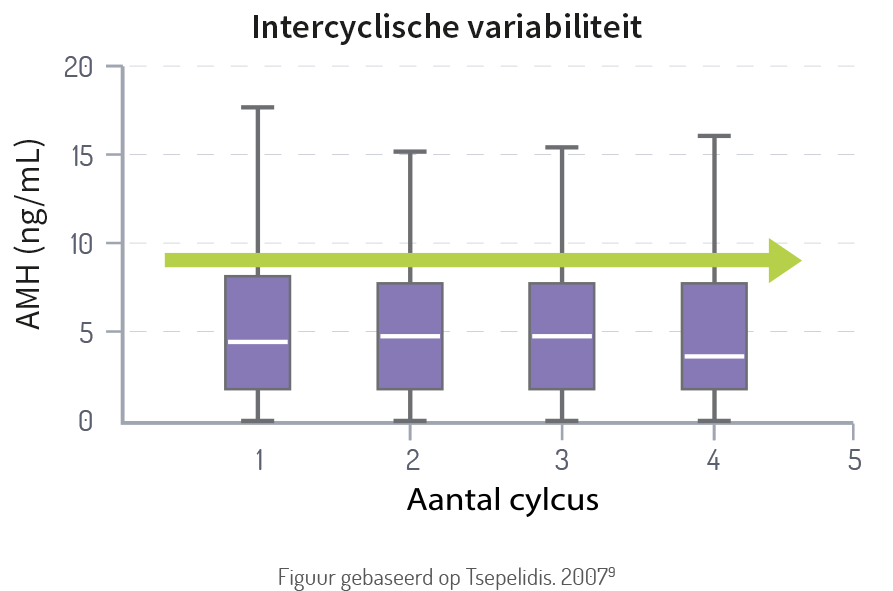 Intercyclische variabiliteit
AMH (ng/mL)
20
15
10
5
0
1 2 3 4 5
Aantal cylcus
Figuur gebaseerd op Tsepelidis. 2007⁹